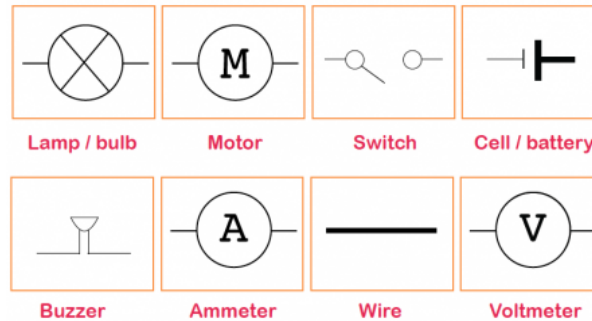 M
Lamp / bulb
Motor
Switch
Cell / battery
A
V
Buzzer
Ammeter
Wire
Voltmeter